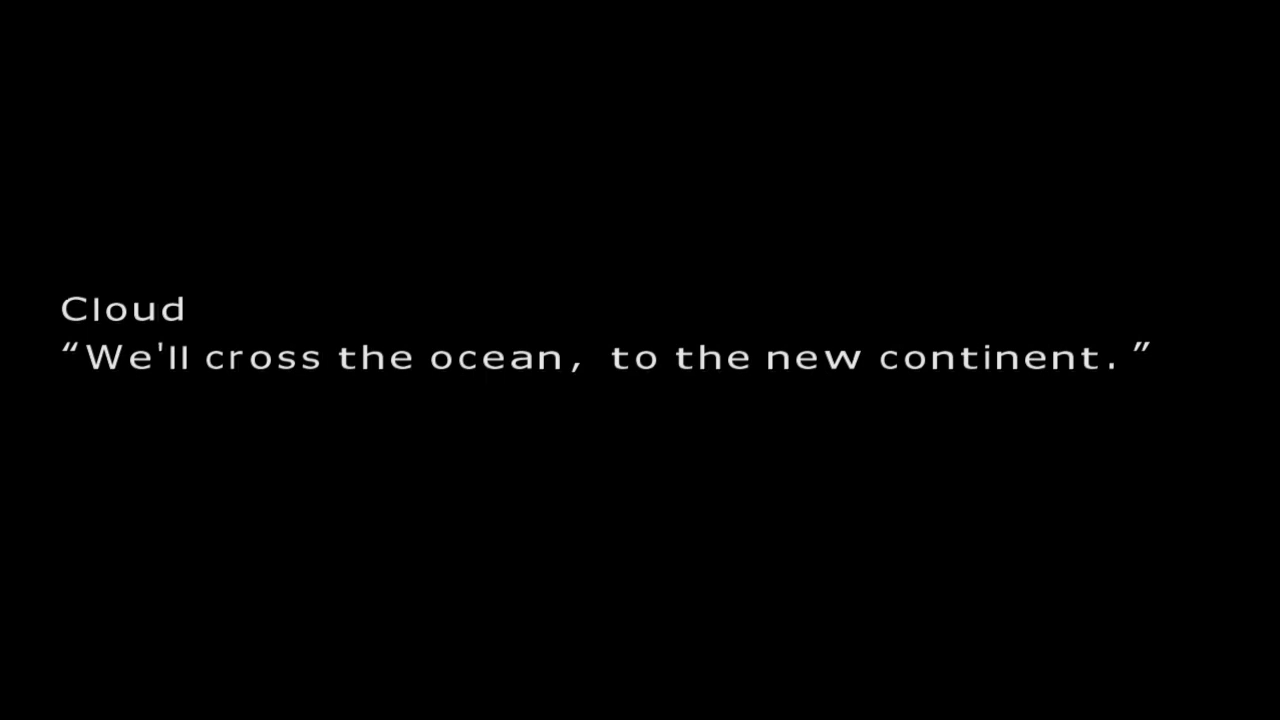 Cloud
“We'll cross the ocean, to the new continent.”